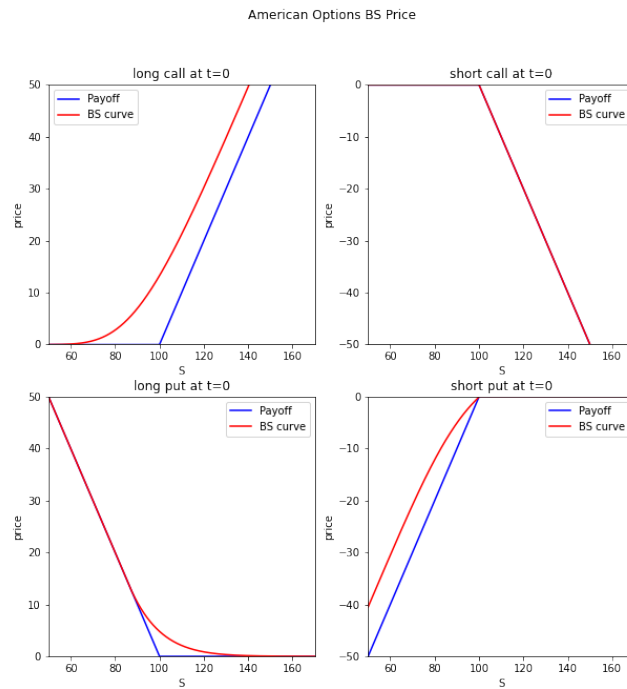 American Options BS Price
long call at t=0
50
40
30
20
10
0
price
60 80 100 120 140 160
S
Payoff
BS curve
short call at t=0
0
−10
−20
−30
−40
−50
price
60 80 100 120 140 160
S
Payoff
BS curve
long put at t=0
50
40
30
20
10
0
price
60 80 100 120 140 160
S
Payoff
BS curve
short put at t=0
0
−10
−20
−30
−40
−50
price
60 80 100 120 140 160
S
Payoff
BS curve